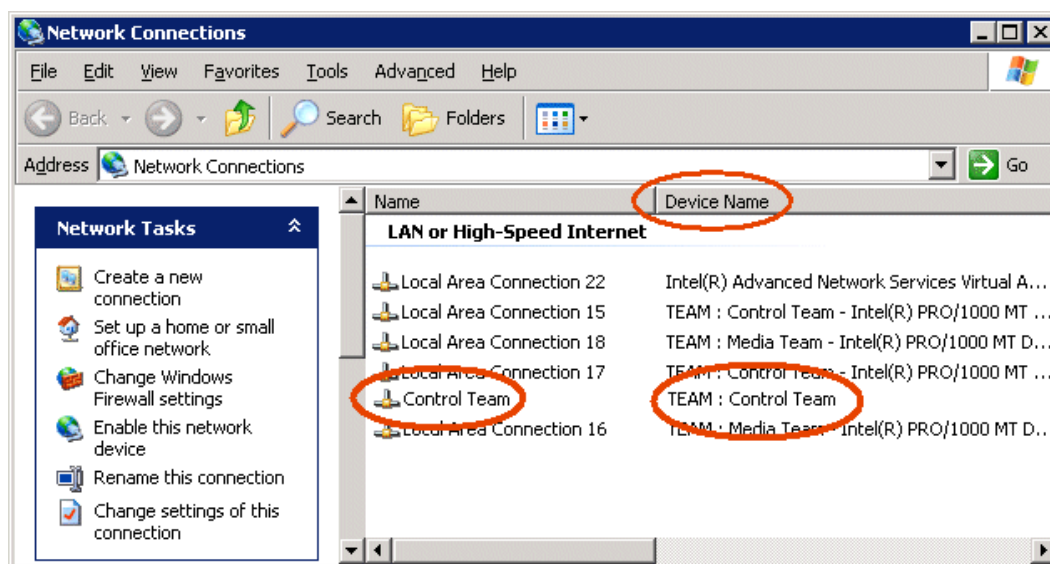 Network Connections
File Edit View Favorites Tools Advanced Help
Back Search Folders
Address Network Connections Go
Network Tasks
Create a new
connection
Set up a home or small
office network
Change Windows
Firewall settings
Enable this network
device
Rename this connection
Change settings of this
connection
Name Device Name
LAN or High-Speed Internet
Local Area Connection 22 Intel(R) Advanced Network Services Virtual A...
Local Area Connection 15 TEAM : Control Team - Intel(R) PRO/1000 MT ...
Local Area Connection 18 TEAM : Media Team - Intel(R) PRO/1000 MT D...
Local Area Connection 17 TEAM : Control Team - Intel(R) PRO/1000 MT ...
Control Team TEAM : Control Team
Local Area Connection 16 TEAM : Media Team - Intel(R) PRO/1000 MT D...